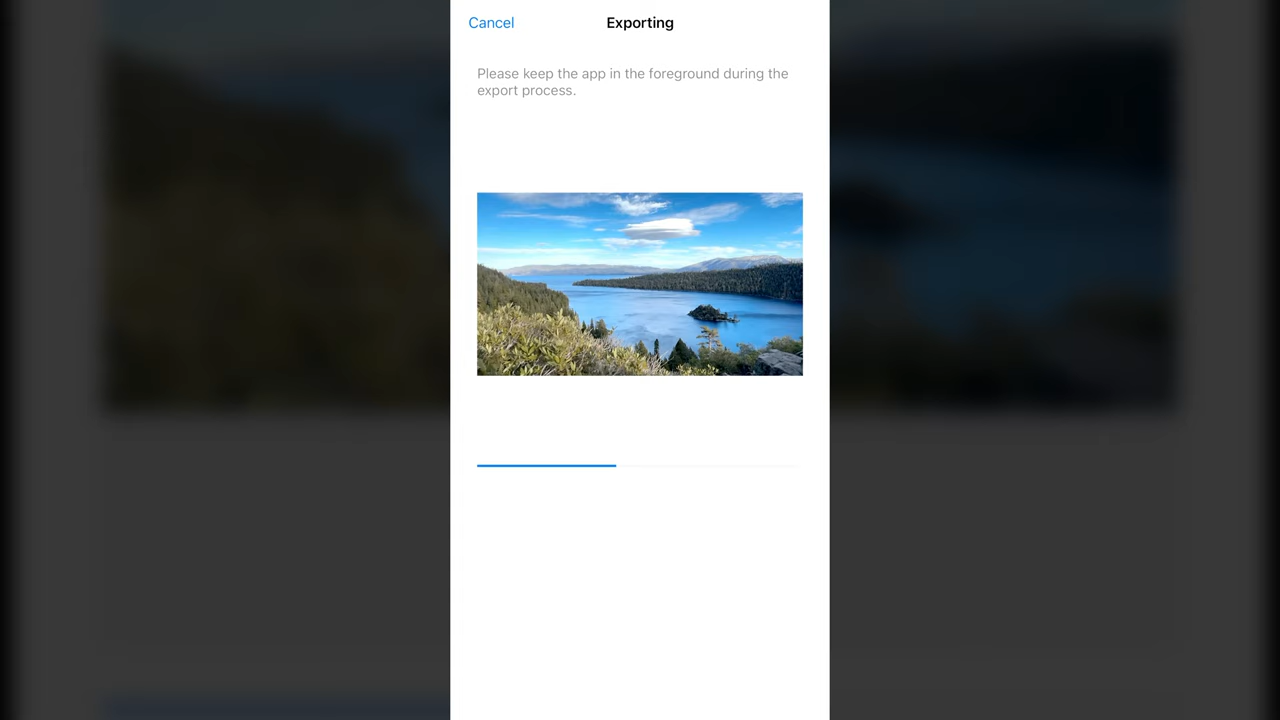 Cancel
Exporting
Please keep the app in the foreground during the
export process.